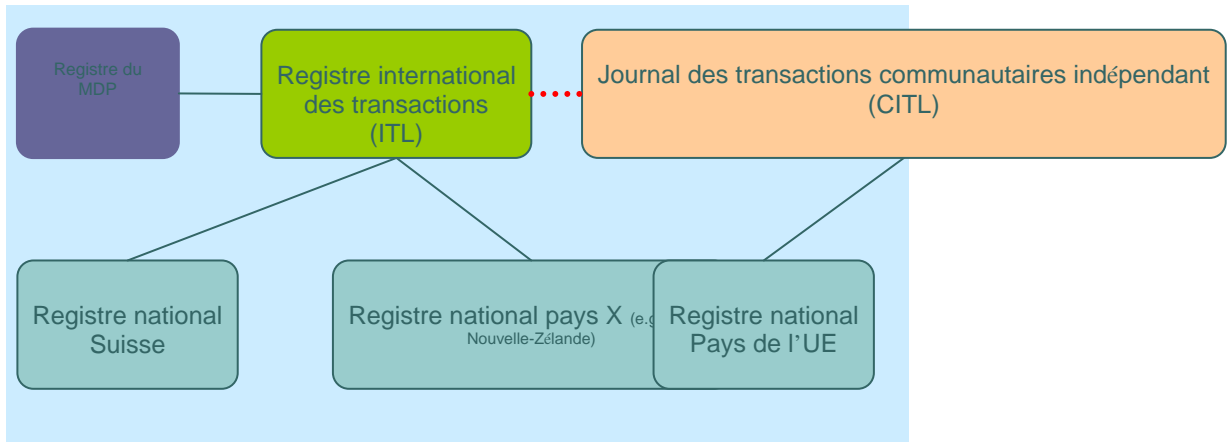 Registre du
MDP
Registre international
des transactions
(ITL)
Journal des transactions communautaires indépendant
(CITL)
Registre national
Suisse
Registre national pays X (e.g
Nouvelle-Zélande)
Registre national
Pays de l’UE